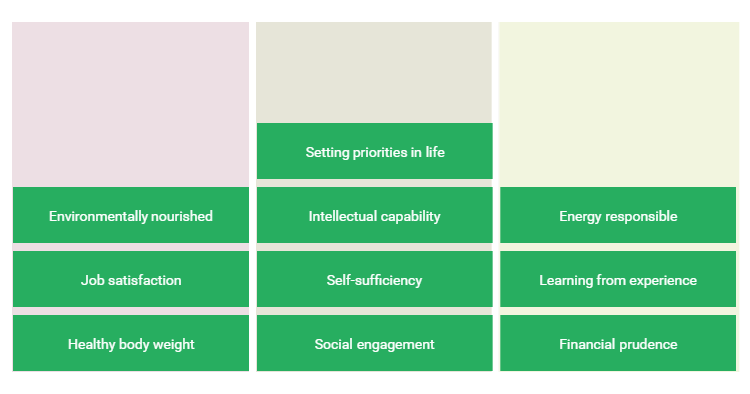 Setting priorities in life
Environmentally nourished
Intellectual capability
Energy responsible
Job satisfaction
Self-sufficiency
Learning from experience
Healthy body weight
Social engagement
Financial prudence